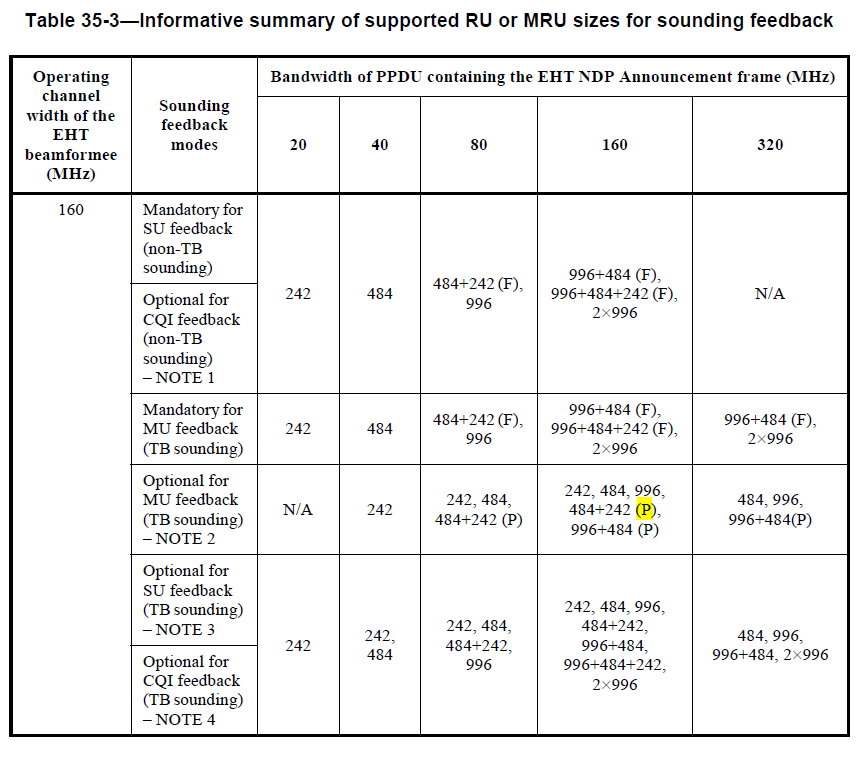 Table 35-3—Informative summary of supported RU or MRU sizes for sounding feedback
Operating
channel
width of the
EHT
beamformee
(MHz)
Sounding
feedback
modes
Bandwidth of PPDU containing the EHT NDP Announcement frame (MHz)
20
40
80
160
320
160
Mandatory for
SU feedback
(non-TB
sounding)
Optional for
CQI feedback
(non-TB
sounding)
– NOTE 1
242
484
484+242 (F),
996
996+484 (F),
996+484+242 (F),
2×996
N/A
Mandatory for
MU feedback
(TB sounding)
242
484
484+242 (F),
996
996+484 (F),
996+484+242 (F),
2×996
996+484 (F),
2×996
Optional for
MU feedback
(TB sounding)
– NOTE 2
N/A
242
242, 484,
484+242 (P)
242, 484, 996,
484+242 (P),
996+484 (P)
484, 996,
996+484(P)
Optional for
SU feedback
(TB sounding)
– NOTE 3
Optional for
CQI feedback
(TB sounding)
– NOTE 4
242
242,
484
242, 484,
484+242,
996
242, 484, 996,
484+242,
996+484,
996+484+242,
2×996
484, 996,
996+484, 2×996